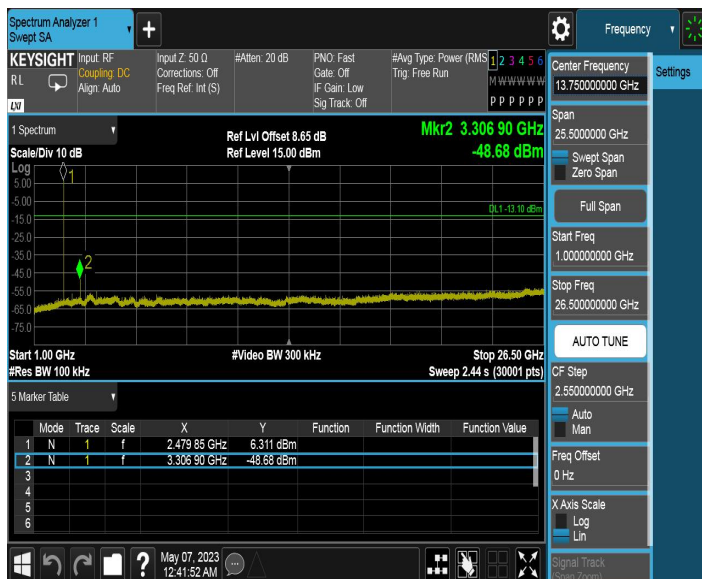 Spectrum Analyzer 1
Swept SA
Frequency
KEYSIGHT
RL
LXI
Input: RF
Coupling: DC
Align: Auto
Input Z: 50 Ω
Corrections: Off
Freq Ref: Int (S)
#Atten: 20 dB
PNO: Fast
Gate: Off
IF Gain: Low
Sig Track: Off
#Avg Type: Power (RMS
Trig: Free Run
1 2 3 4 5 6
M W W W W W
P P P P P P
Settings
Center Frequency
13.750000000 GHz
Span
25.5000000 GHz
Swept Span
Zero Span
Full Span
Start Freq
1.000000000 GHz
Stop Freq
26.500000000 GHz
AUTO TUNE
CF Step
2.550000000 GHz
Auto
Man
Freq Offset
0 Hz
X Axis Scale
Log
Lin
Signal Track
(Span Zoom)
1 Spectrum
Scale/Div 10 dB
Ref Lvl Offset 8.65 dB
Ref Level 15.00 dBm
Mkr2 3.306 90 GHz
-48.68 dBm
Log
5.00
-5.00
-15.0
-25.0
-35.0
-45.0
-55.0
-65.0
-75.0
1
2
DL1 -13.10 dBm
Start 1.00 GHz
#Res BW 100 kHz
#Video BW 300 kHz
Stop 26.50 GHz
Sweep 2.44 s (30001 pts)
5 Marker Table
Mode Trace Scale X Y Function Function Width Function Value
1 N 1 f 2.479 85 GHz 6.311 dBm
2 N 1 f 3.306 90 GHz -48.68 dBm
3
4
5
6
?
May 07, 2023
12:41:52 AM